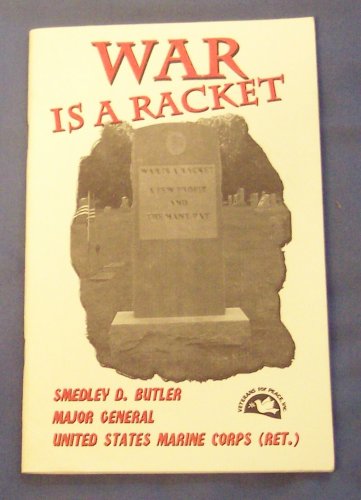 WAR
IS A RACKET
WAR IS A RACKET
A FEW PEOPLE
AND
THE MANY PAY
SMEDLEY D. BUTLER
MAJOR GENERAL
UNITED STATES MARINE CORPS (RET.)
VETERANS FOR PEACE, INC.